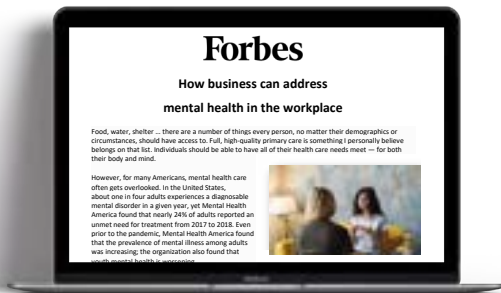 Forbes
How business can address
mental health in the workplace
Food, water, shelter … there are a number of things every person, no matter their demographics or
circumstances, should have access to. Full, high-quality primary care is something I personally believe
belongs on that list. Individuals should be able to have all of their health care needs meet — for both
their body and mind.
However, for many Americans, mental health care
often gets overlooked. In the United States,
about one in four adults experiences a diagnosable
mental disorder in a given year, yet Mental Health
America found that nearly 24% of adults reported an
unmet need for treatment from 2017 to 2018. Even
prior to the pandemic, Mental Health America found
that the prevalence of mental illness among adults
was increasing; the organization also found that
youth mental health is worsening.